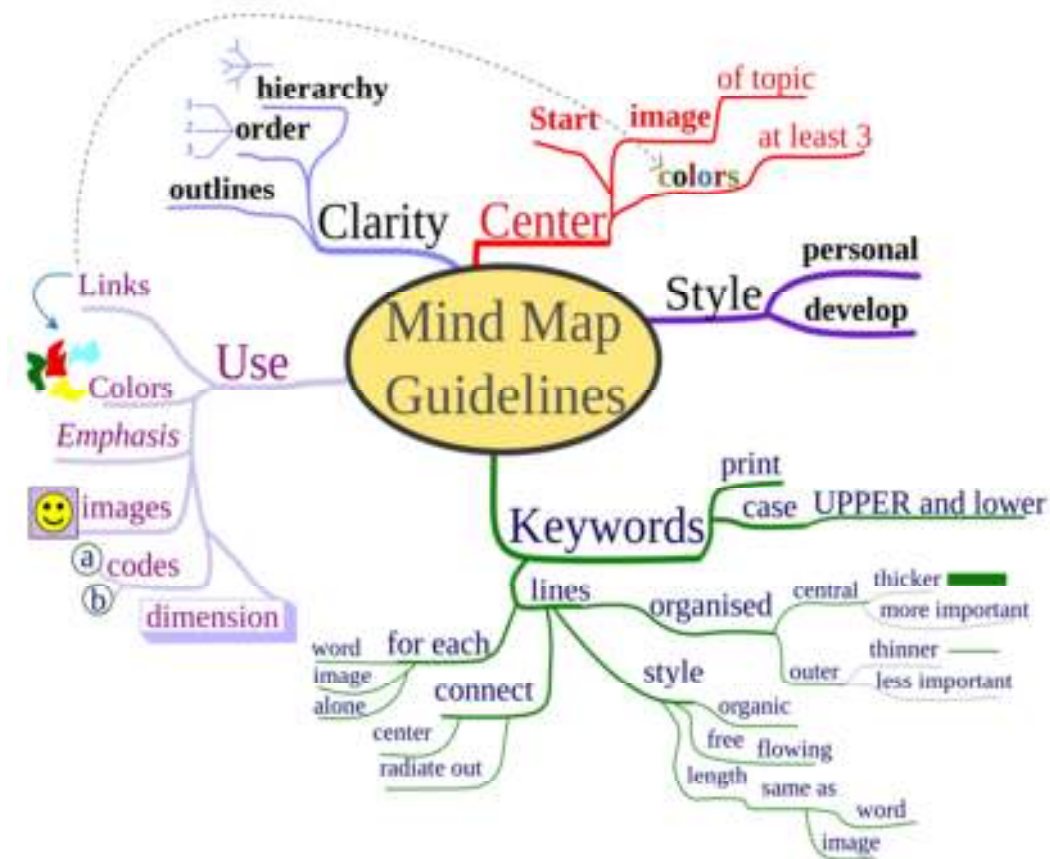 Mind Map
Guidelines
Center
Start
image
of topic
colors
at least 3
Style
personal
develop
Keywords
print
case
UPPER and lower
lines
organised
central
thicker
more important
outer
thinner
less important
style
organic
free flowing
length
same as
word
image
connect
center
radiate out
for each
word
image
alone
Use
Links
Colors
Emphasis
images
codes
a
b
dimension
Clarity
hierarchy
order
1
2
3
outlines